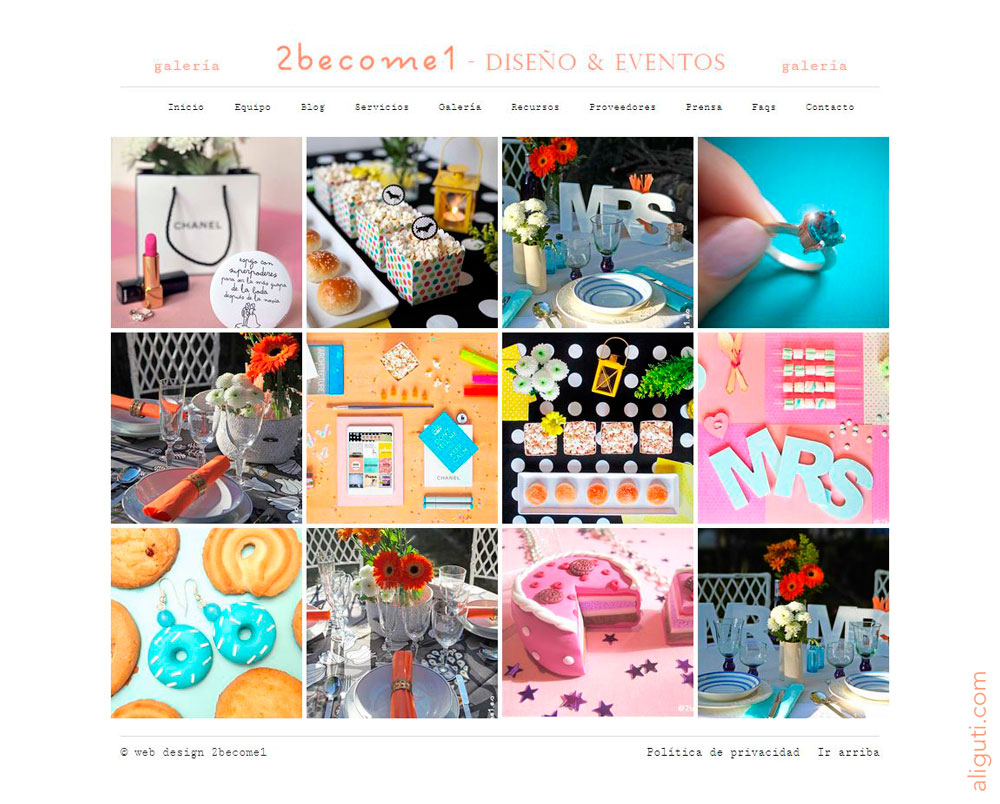 galería
2become1 - DISEÑO & EVENTOS
galería
Inicio Equipo Blog Servicios Galería Recursos Proveedores Prensa Faqs Contacto
CHANEL
espejo con
superpoderes
para ser la más guapa
de la boda
después de la novia
MRS
CHANEL
MRS
© web design 2become1
Política de privacidad Ir arriba
aliguti.com